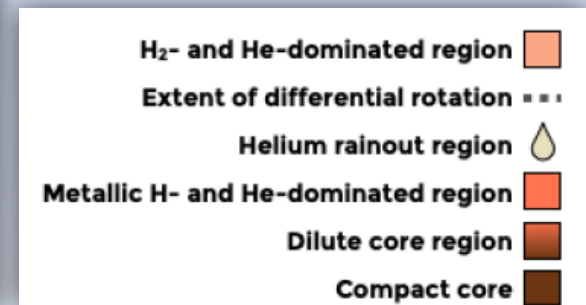 H₂- and He-dominated region
Extent of differential rotation
Helium rainout region
Metallic H- and He-dominated region
Dilute core region
Compact core